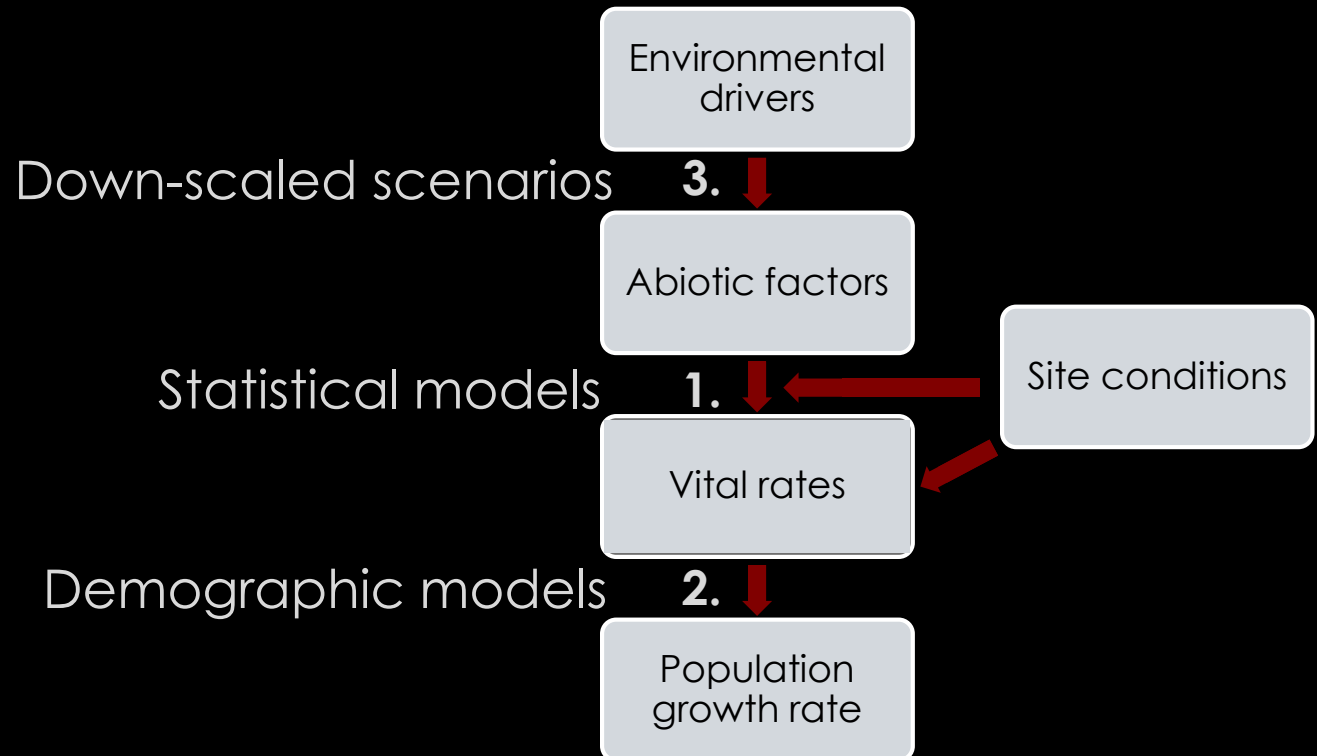 Environmental
drivers
Down-scaled scenarios 3.
Abiotic factors
Statistical models 1.
Site conditions
Vital rates
Demographic models 2.
Population
growth rate